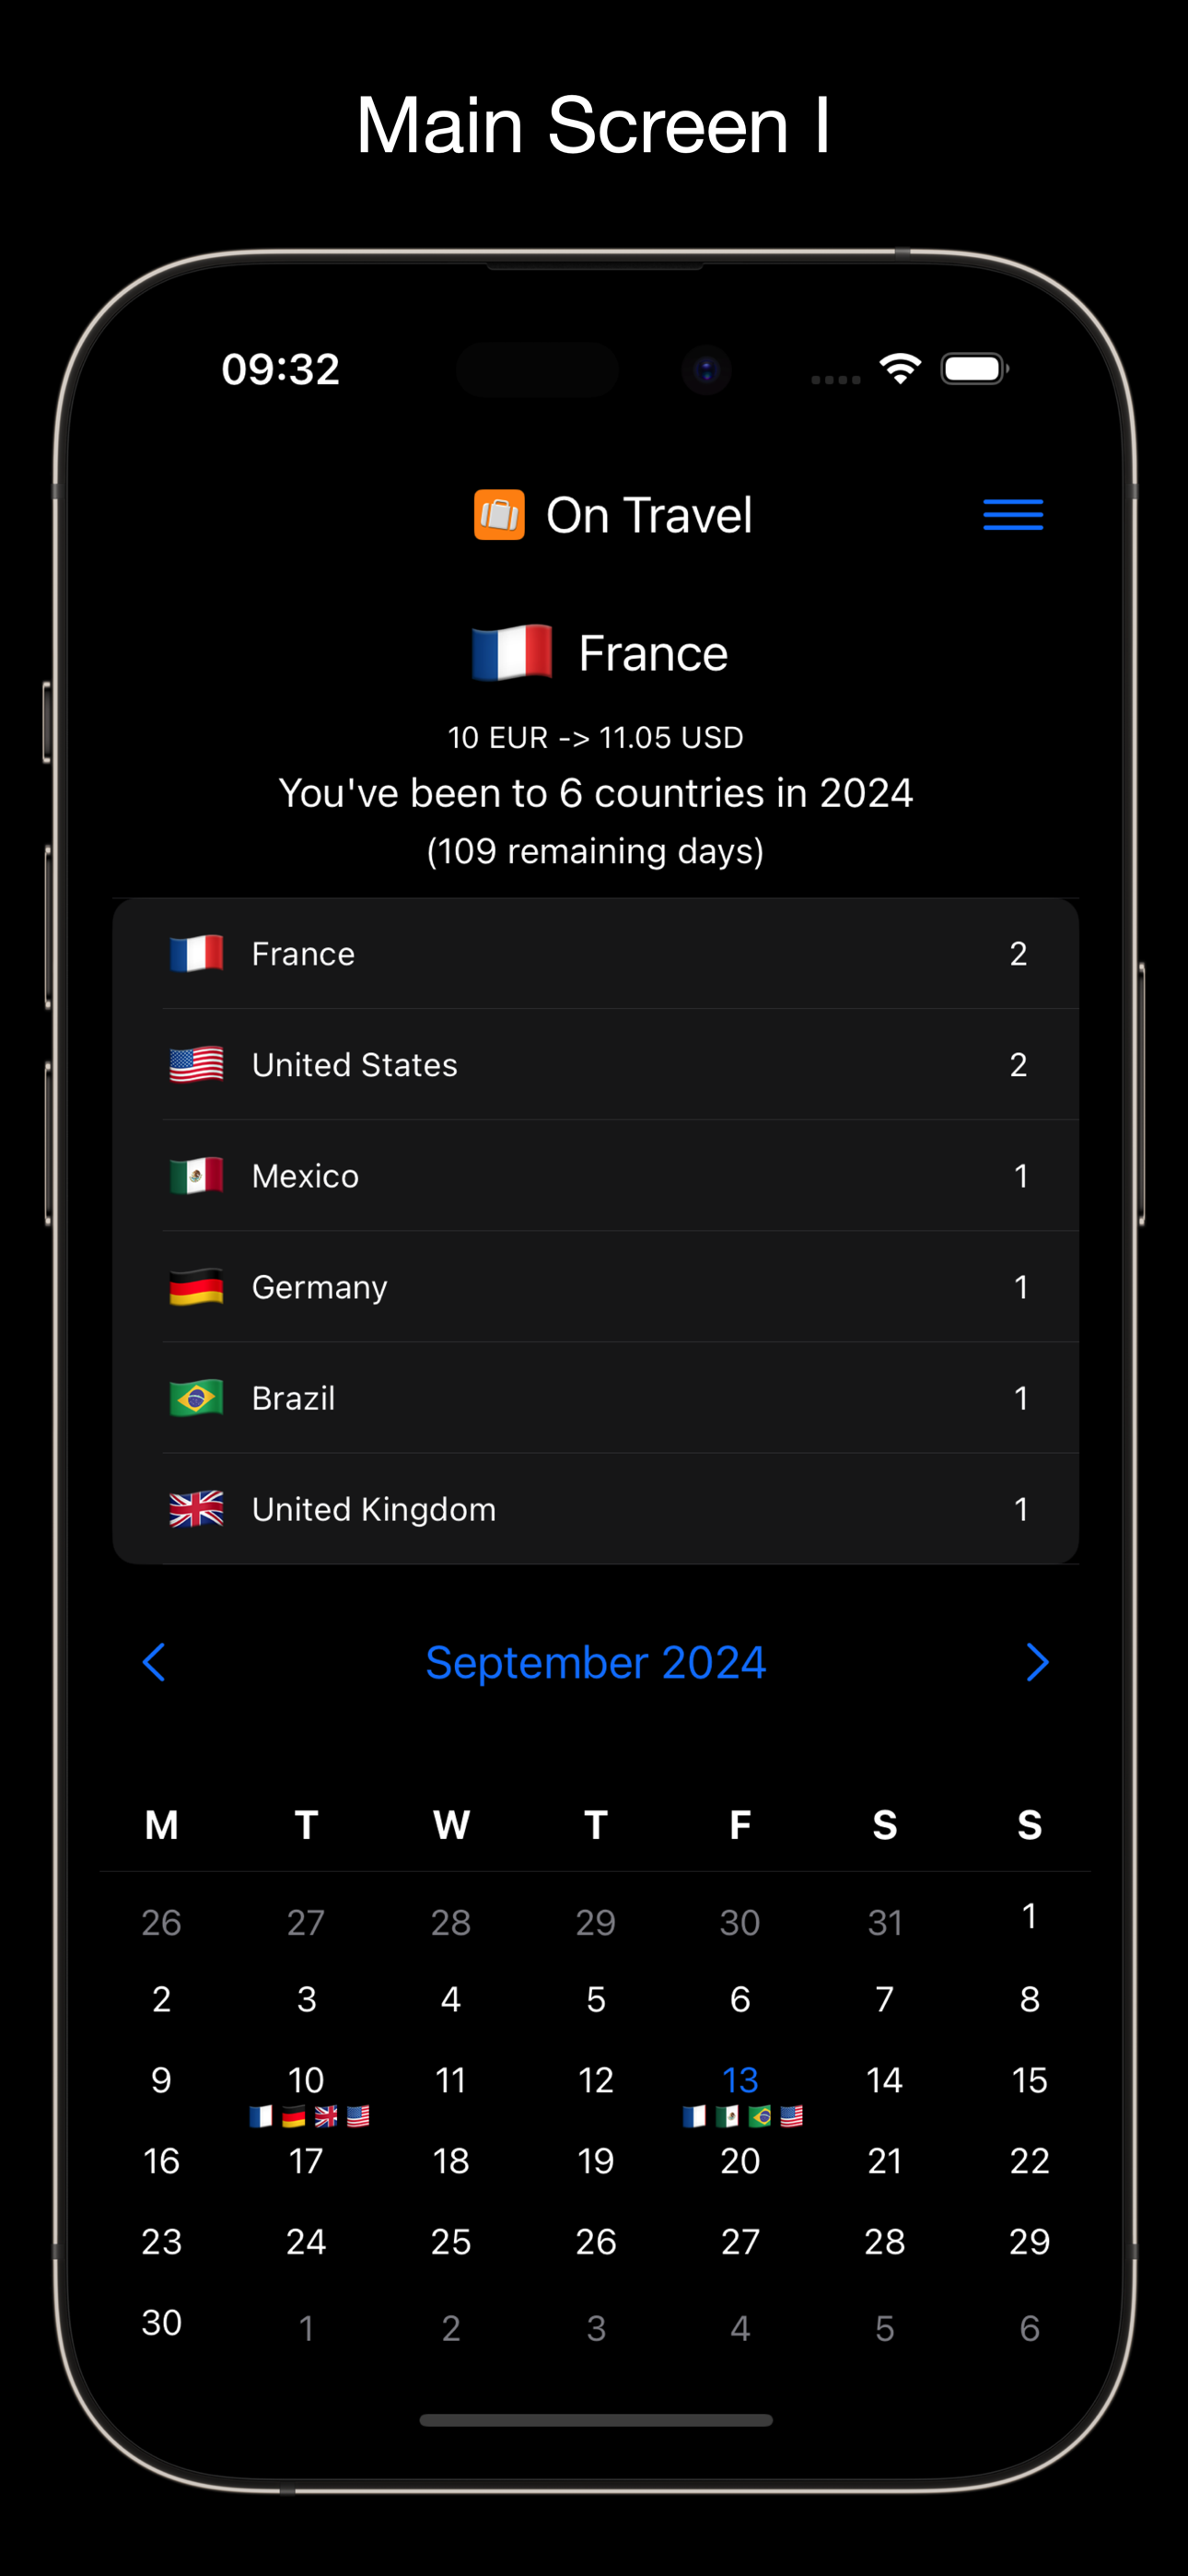 Main Screen I
09:32
On Travel
France
10 EUR -> 11.05 USD
You've been to 6 countries in 2024
(109 remaining days)
France 2
United States 2
Mexico 1
Germany 1
Brazil 1
United Kingdom 1
September 2024
M T W T F S S
26 27 28 29 30 31 1
2 3 4 5 6 7 8
9 10 11 12 13 14 15
16 17 18 19 20 21 22
23 24 25 26 27 28 29
30 1 2 3 4 5 6